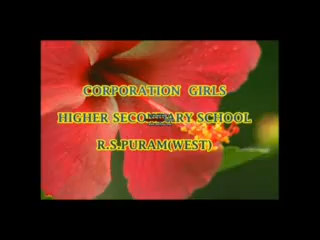 CORPORATION GIRLS
HIGHER SECONDARY SCHOOL
R.S.PURAM(WEST)